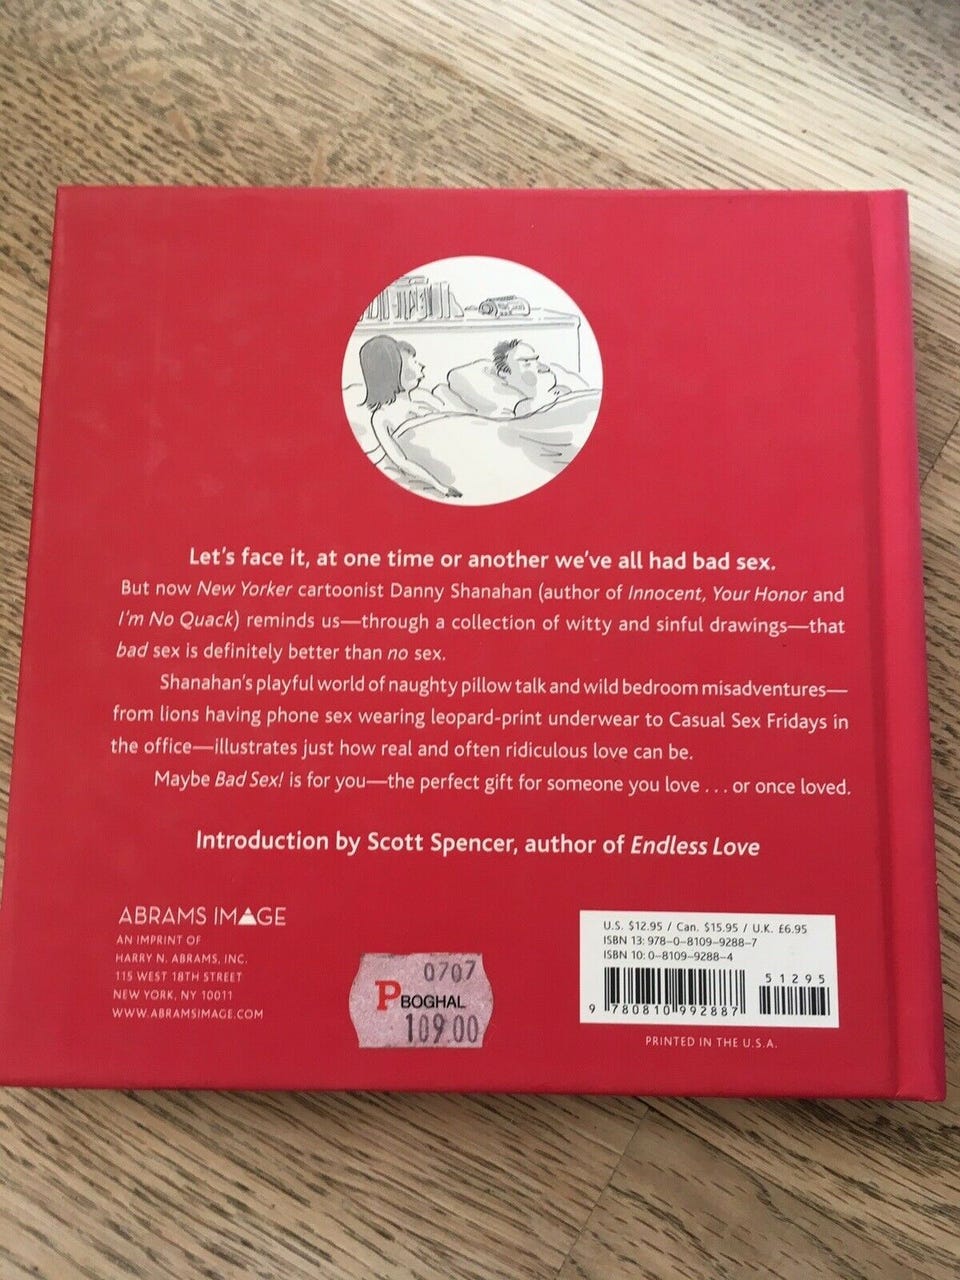 Let's face it, at one time or another we've all had bad sex.
But now New Yorker cartoonist Danny Shanahan (author of Innocent, Your Honor and
I'm No Quack) reminds us—through a collection of witty and sinful drawings—that
bad sex is definitely better than no sex.
Shanahan's playful world of naughty pillow talk and wild bedroom misadventures—
from lions having phone sex wearing leopard-print underwear to Casual Sex Fridays in
the office—illustrates just how real and often ridiculous love can be.
Maybe Bad Sex! is for you—the perfect gift for someone you love . . . or once loved.
Introduction by Scott Spencer, author of Endless Love
ABRAMS IMAGE
AN IMPRINT OF
HARRY N. ABRAMS, INC.
115 WEST 18TH STREET
NEW YORK, NY 10011
WWW.ABRAMSIMAGE.COM
0707
P BOGHAL
109.00
U.S. $12.95 / Can. $15.95 / U.K. £6.95
ISBN 13: 978-0-8109-9288-7
ISBN 10: 0-8109-9288-4
51295
9 780810 992887
PRINTED IN THE U.S.A.